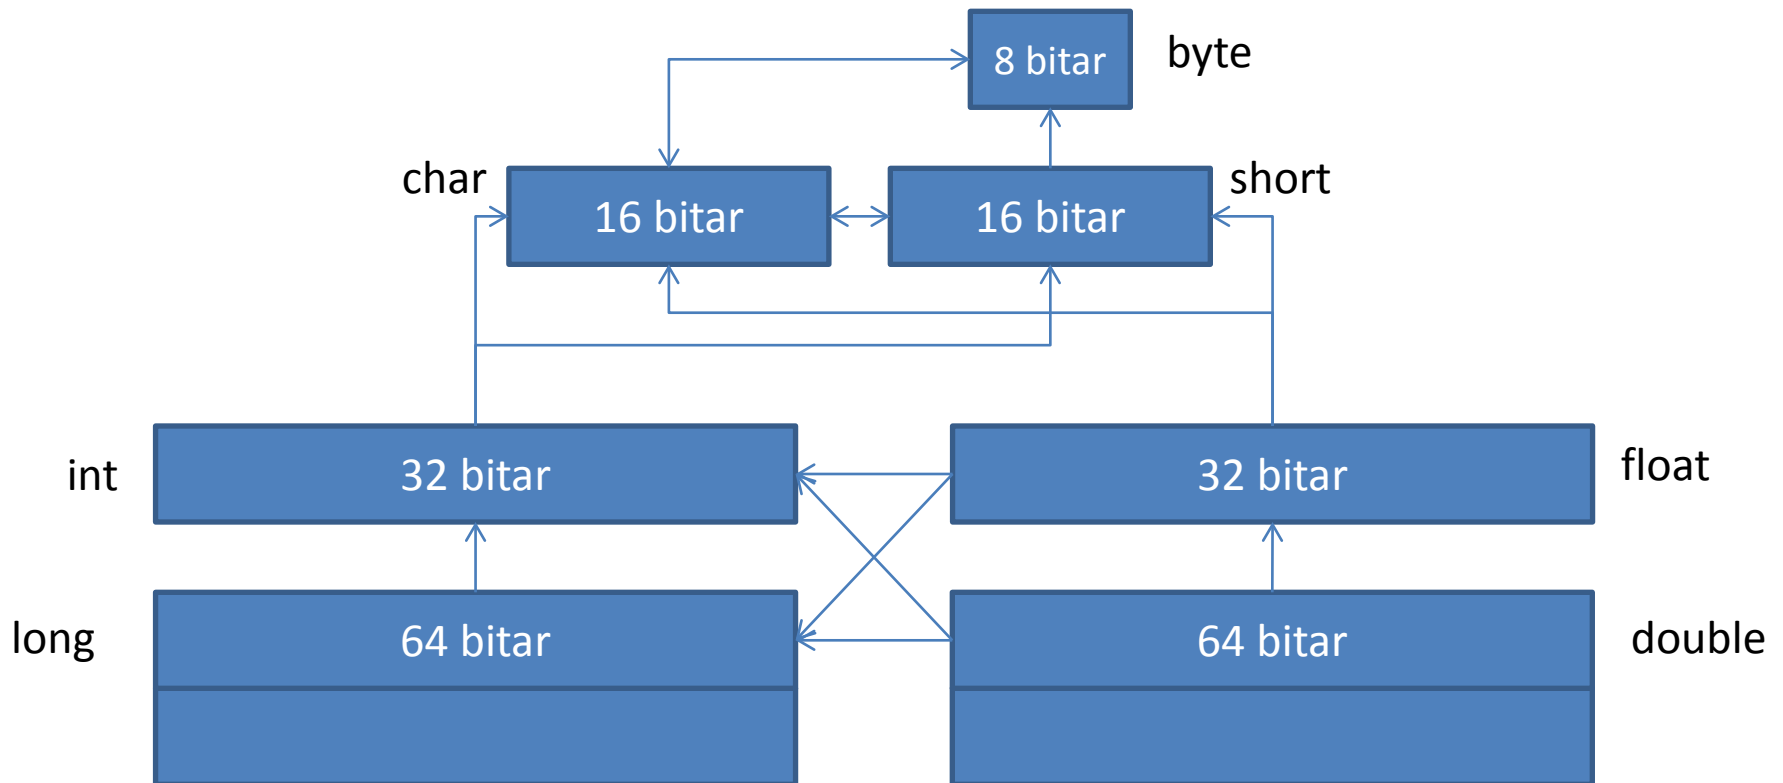 8 bitar
byte
char
short
16 bitar
16 bitar
int
32 bitar
32 bitar
float
long
64 bitar
64 bitar
double